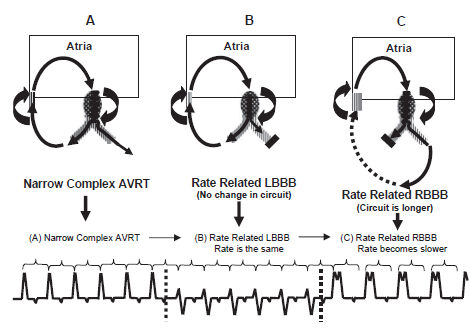 A
B
C
Atria
Atria
Atria
Narrow Complex AVRT
Rate Related LBBB
(No change in circuit)
Rate Related RBBB
(Circuit is longer)
(A) Narrow Complex AVRT
(B) Rate Related LBBB
Rate is the same
(C) Rate Related RBBB
Rate becomes slower